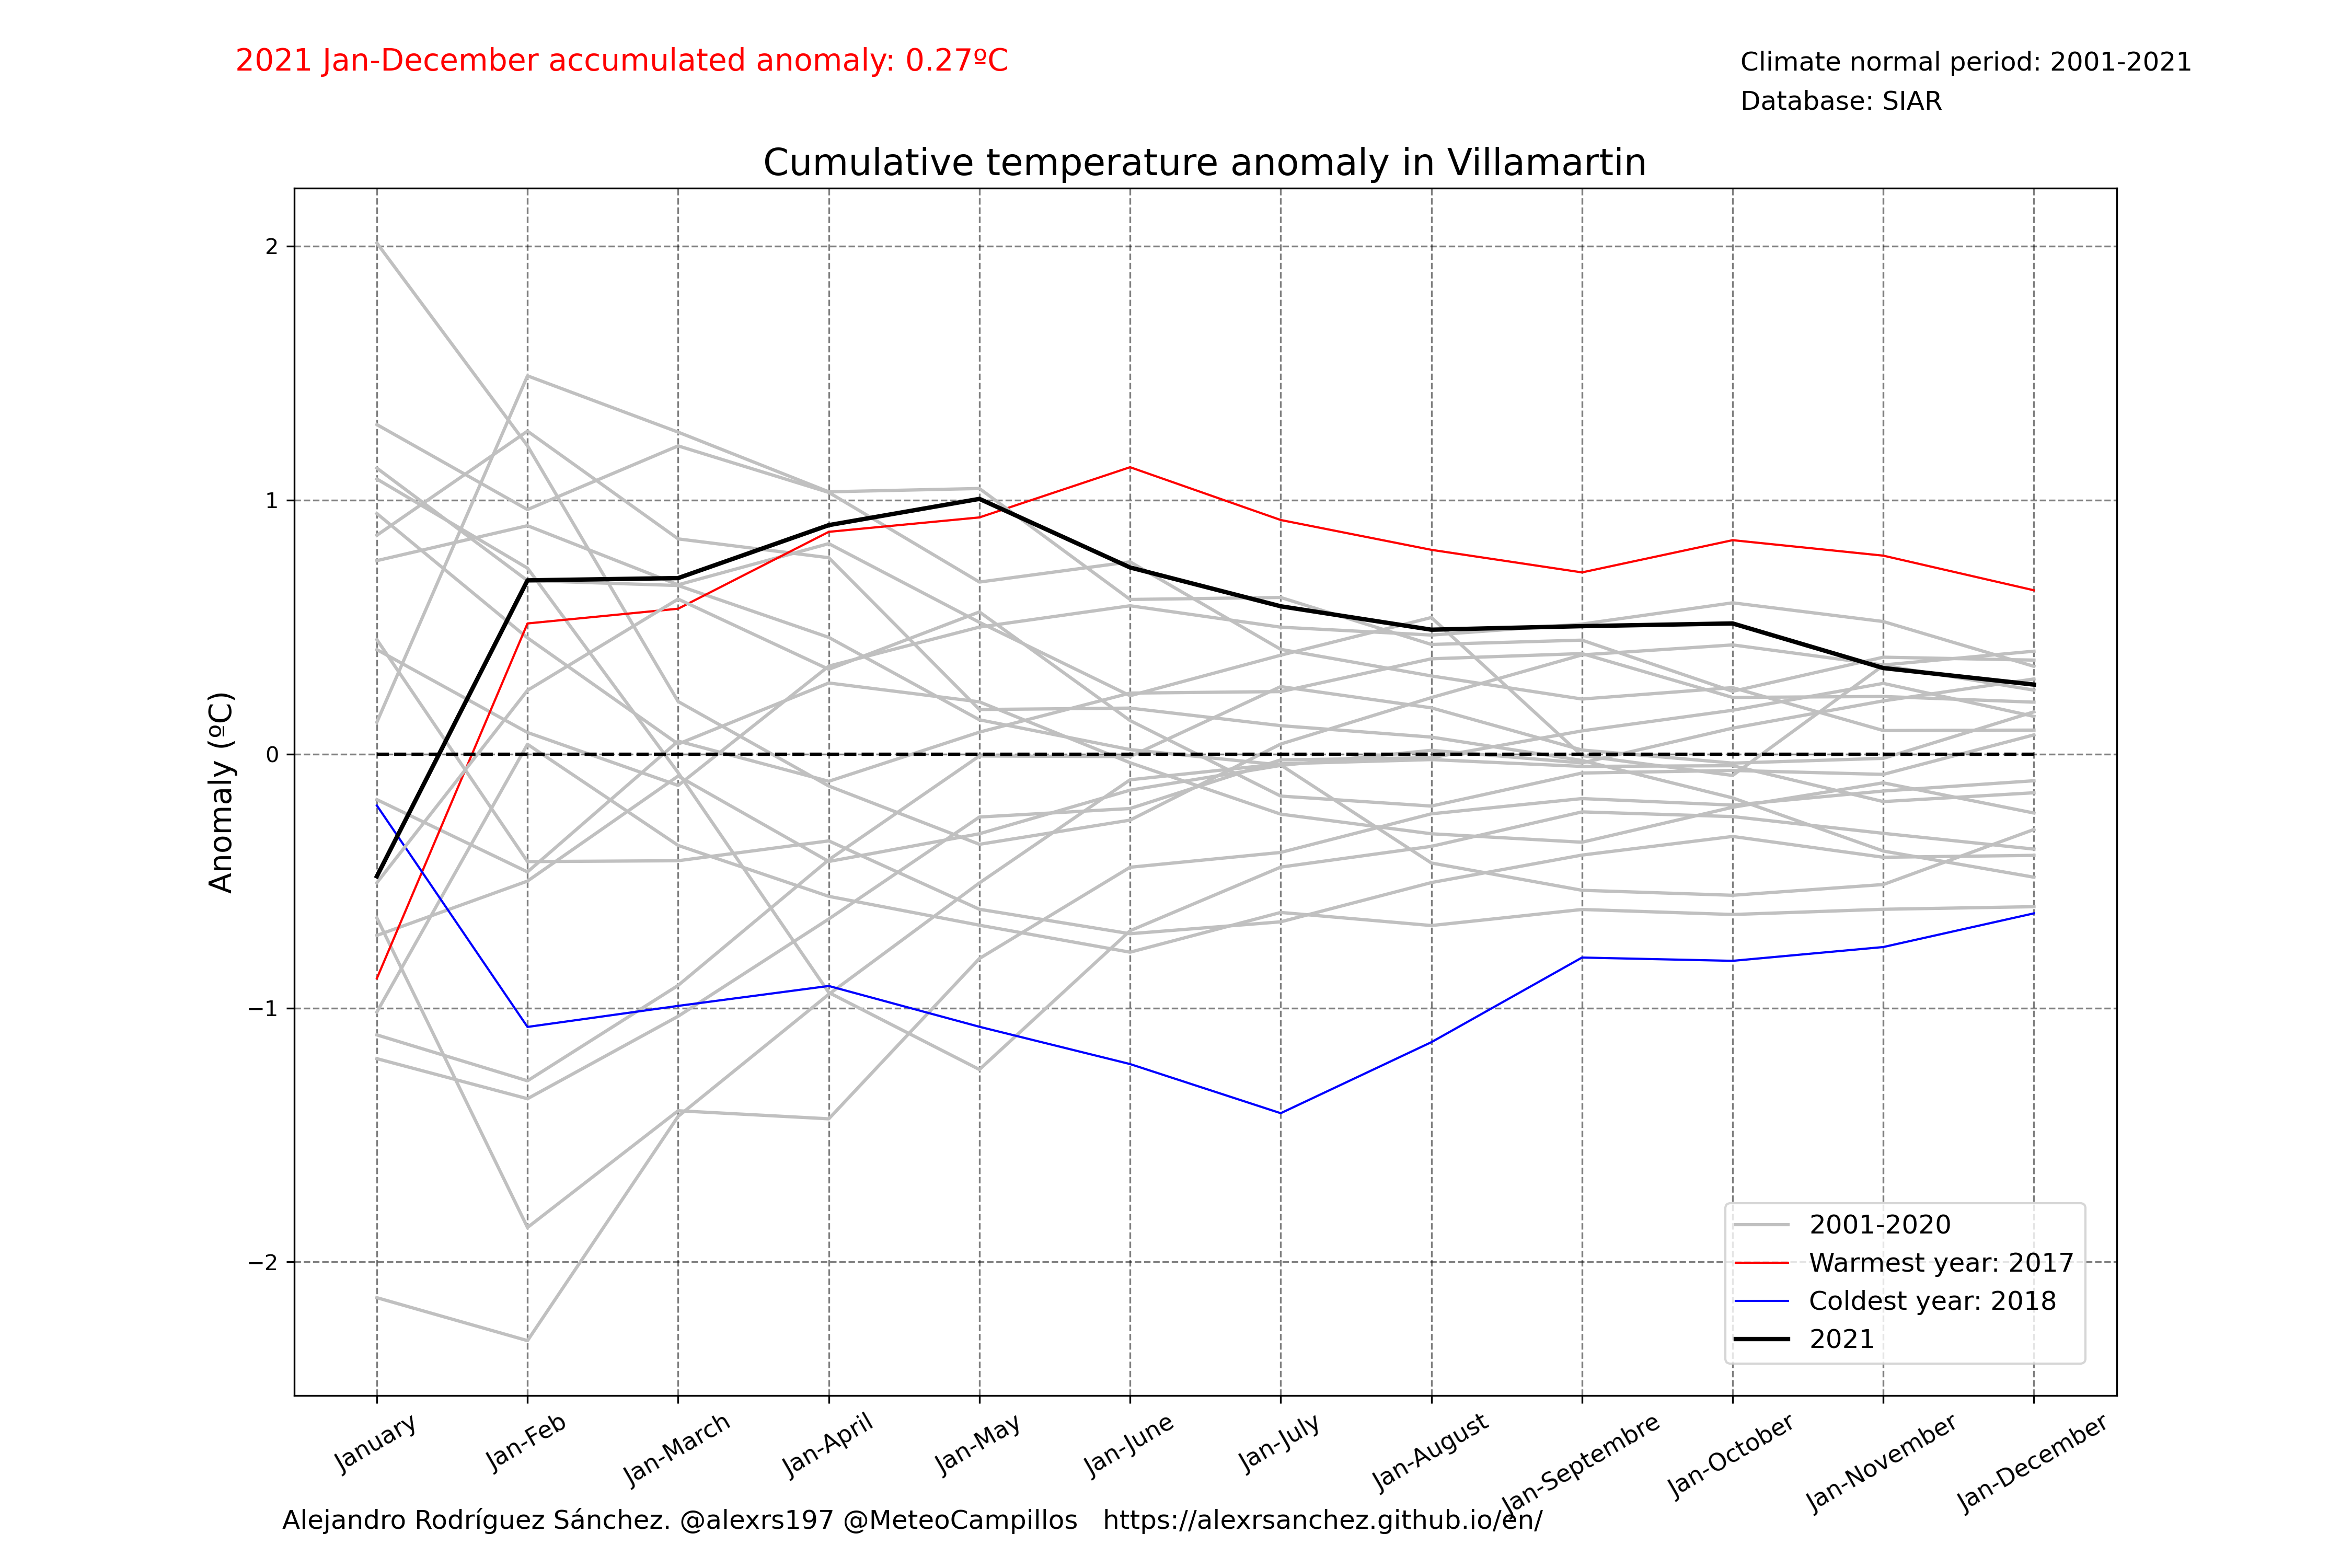 2021 Jan-December accumulated anomaly: 0.27ºC
Climate normal period: 2001-2021
Database: SIAR
Cumulative temperature anomaly in Villamartin
Anomaly (ºC)
2
1
0
−1
−2
2001-2020
Warmest year: 2017
Coldest year: 2018
2021
January
Jan-Feb
Jan-March
Jan-April
Jan-May
Jan-June
Jan-July
Jan-August
Jan-Septembre
Jan-October
Jan-November
Jan-December
Alejandro Rodríguez Sánchez. @alexrs197 @MeteoCampillos   https://alexrsanchez.github.io/en/